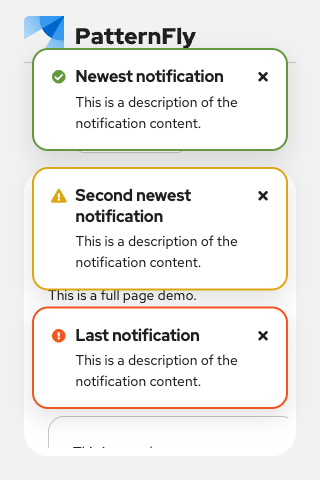 PatternFly
Newest notification
This is a description of the
notification content.
Second newest
notification
This is a description of the
notification content.
This is a full page demo.
Last notification
This is a description of the
notification content.